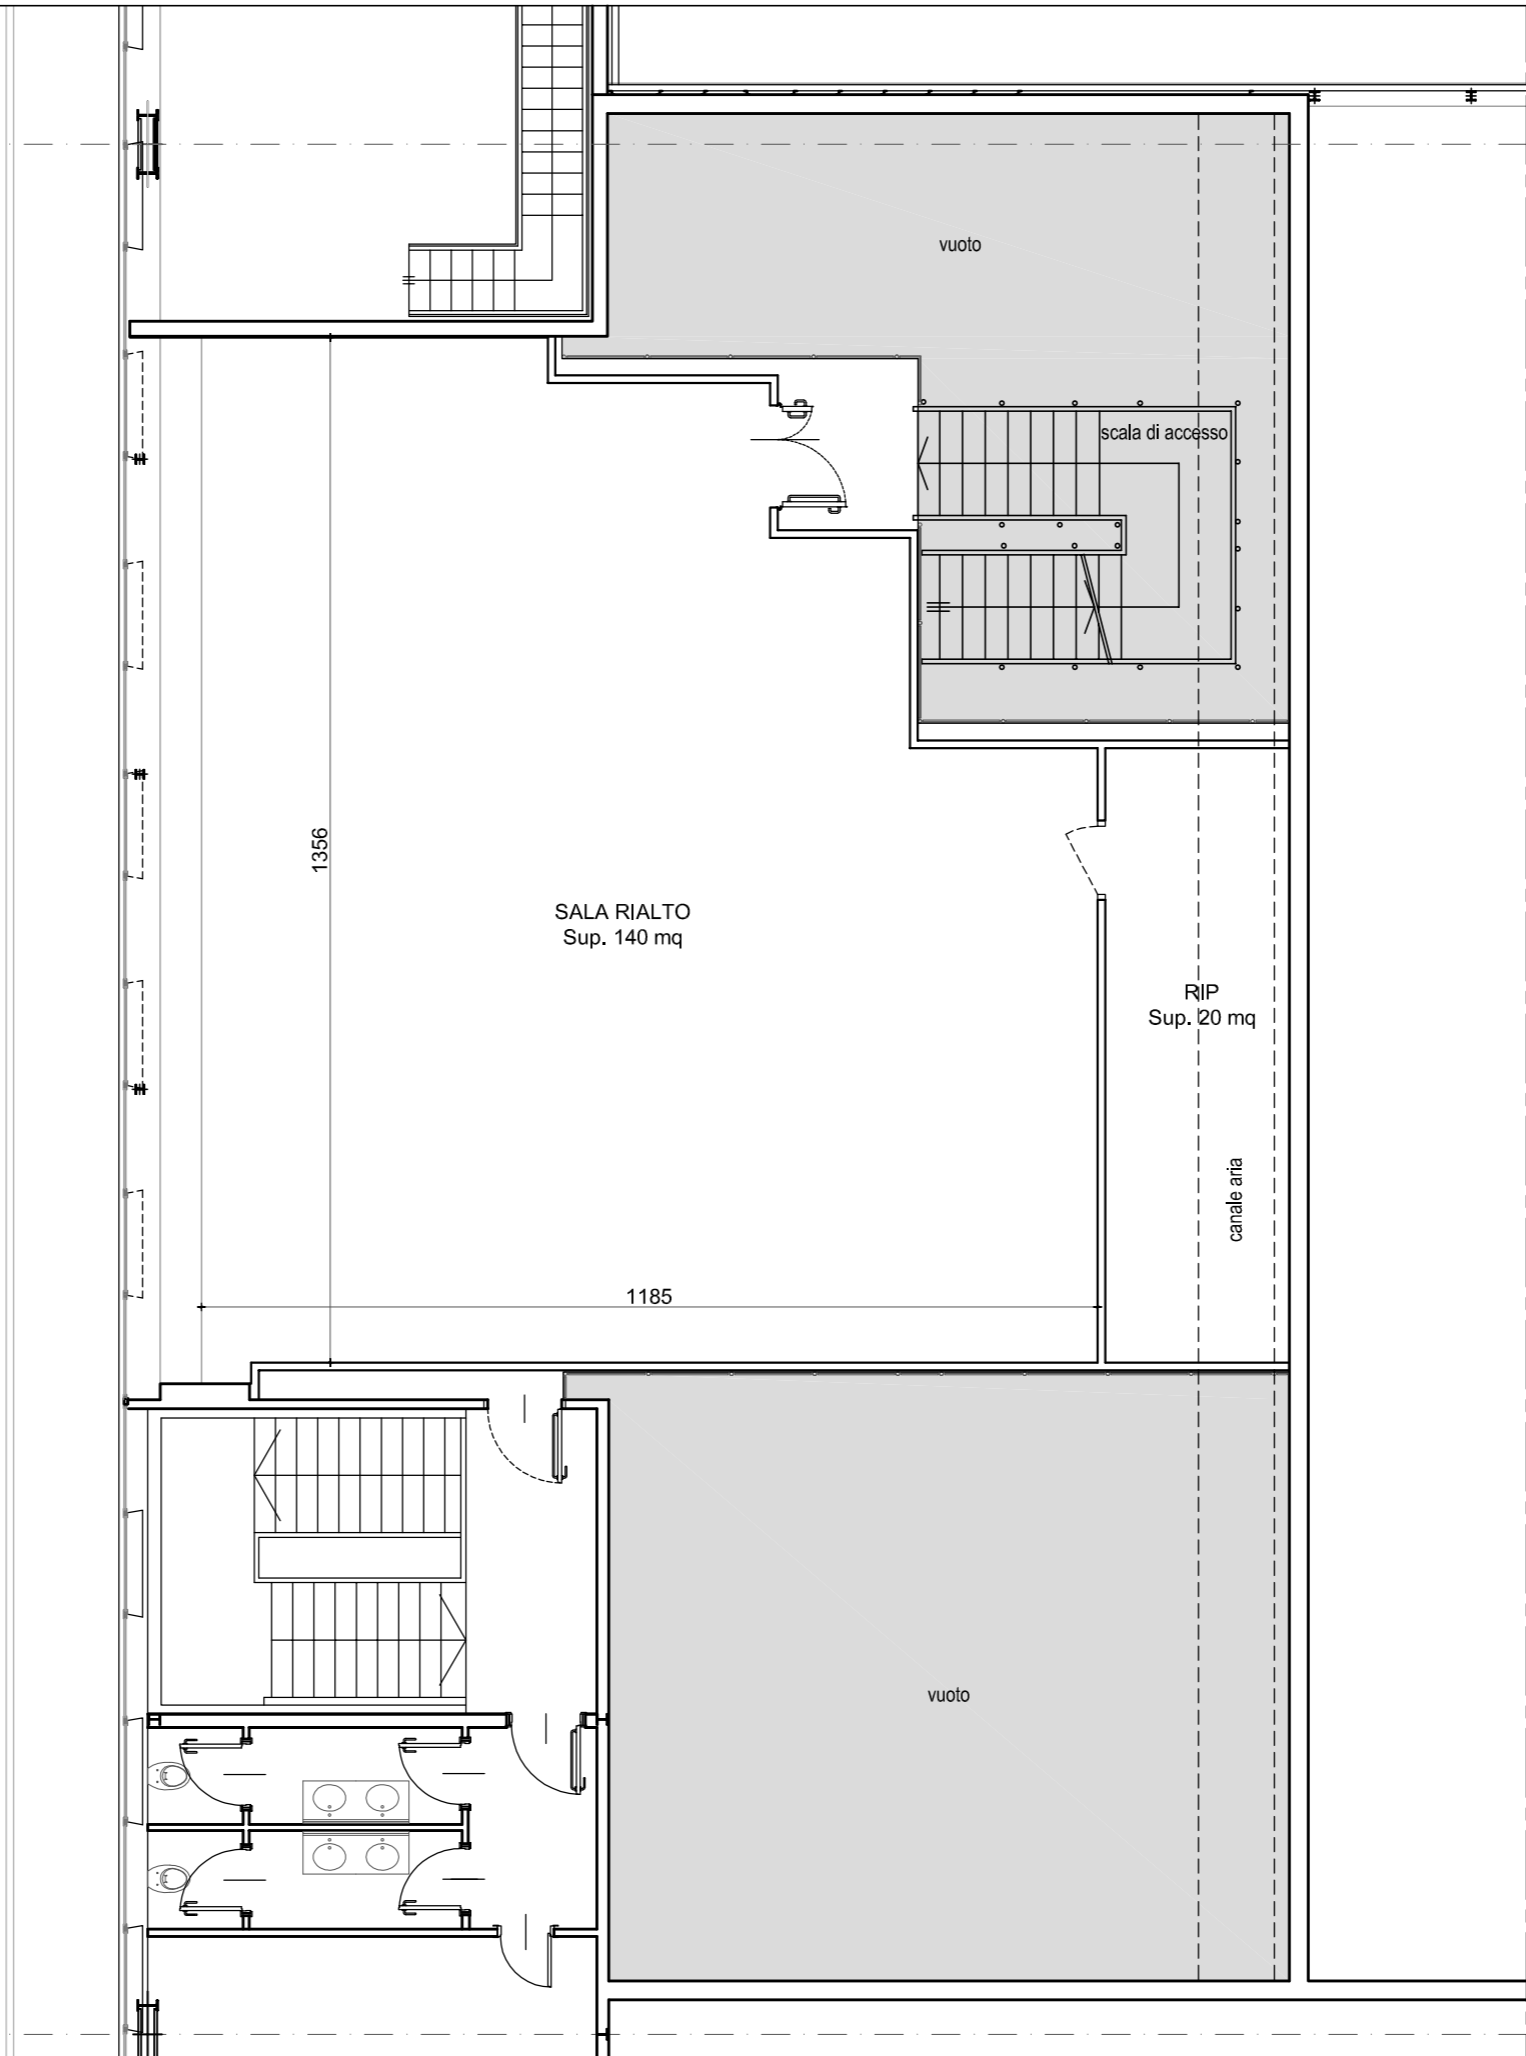 vuoto
scala di accesso
1356
SALA RIALTO
Sup. 140 mq
RIP
Sup. 20 mq
canale aria
1185
vuoto